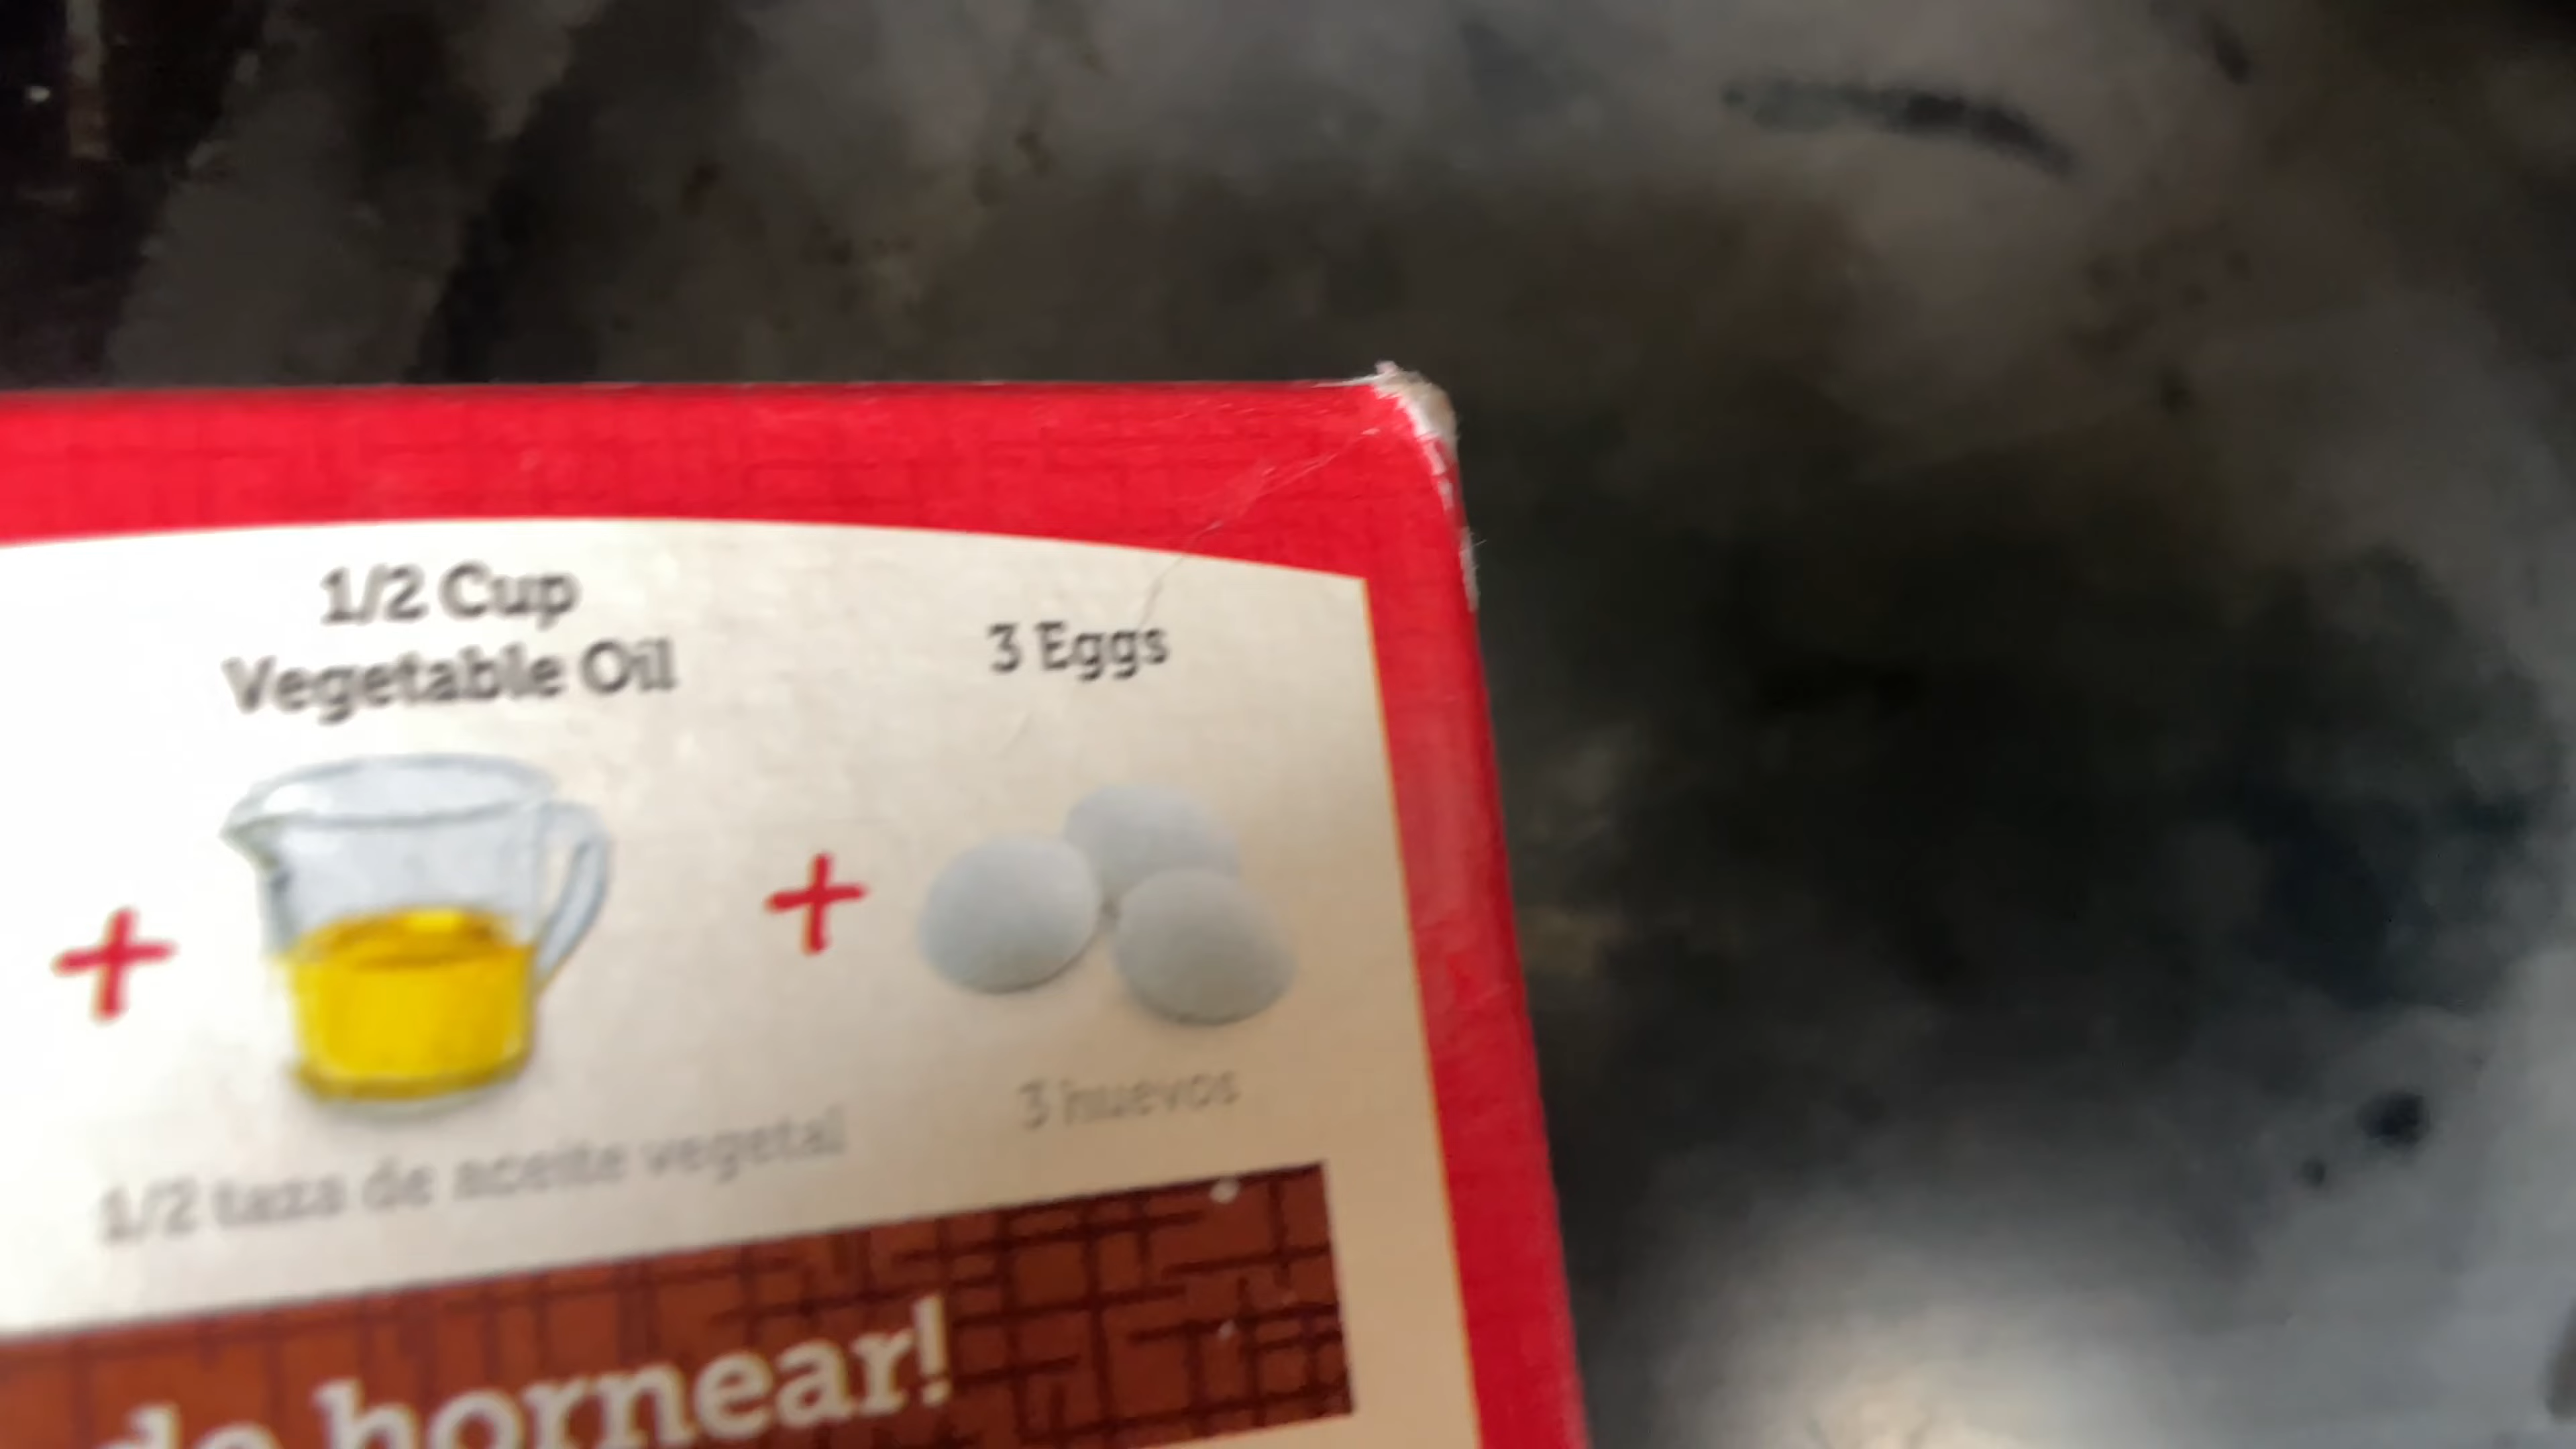 1/2 Cup
Vegetable Oil
3 Eggs
+
+
1/2 taza de aceite vegetal
3 huevos
hornear!